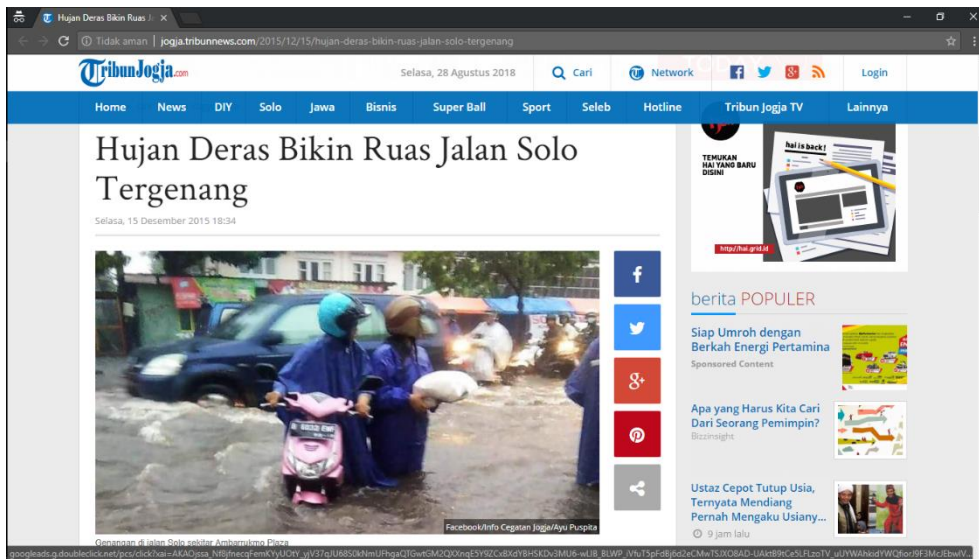 Hujan Deras Bikin Ruas J
Tidak aman | jogja.tribunnews.com/2015/12/15/hujan-deras-bikin-ruas-jalan-solo-tergenang
TribunJogja.com
Selasa, 28 Agustus 2018
Cari
Network
Login
Home News DIY Solo Jawa Bisnis Super Ball Sport Seleb Hotline Tribun Jogja TV Lainnya
Hujan Deras Bikin Ruas Jalan Solo
Tergenang
Selasa, 15 Desember 2015 18:34
Facebook/Info Cegatan Jogja/Ayu Puspita
Genangan di jalan Solo sekitar Ambarrukmo Plaza
TEMUKAN
HAI YANG BARU
DISINI
hai is back!
http//hai.grid.id
berita POPULER
Siap Umroh dengan
Berkah Energi Pertamina
Sponsored Content
Apa yang Harus Kita Cari
Dari Seorang Pemimpin?
Bizzinsight
Ustaz Cepot Tutup Usia,
Ternyata Mendiang
Pernah Mengaku Usiany...
9 jam lalu